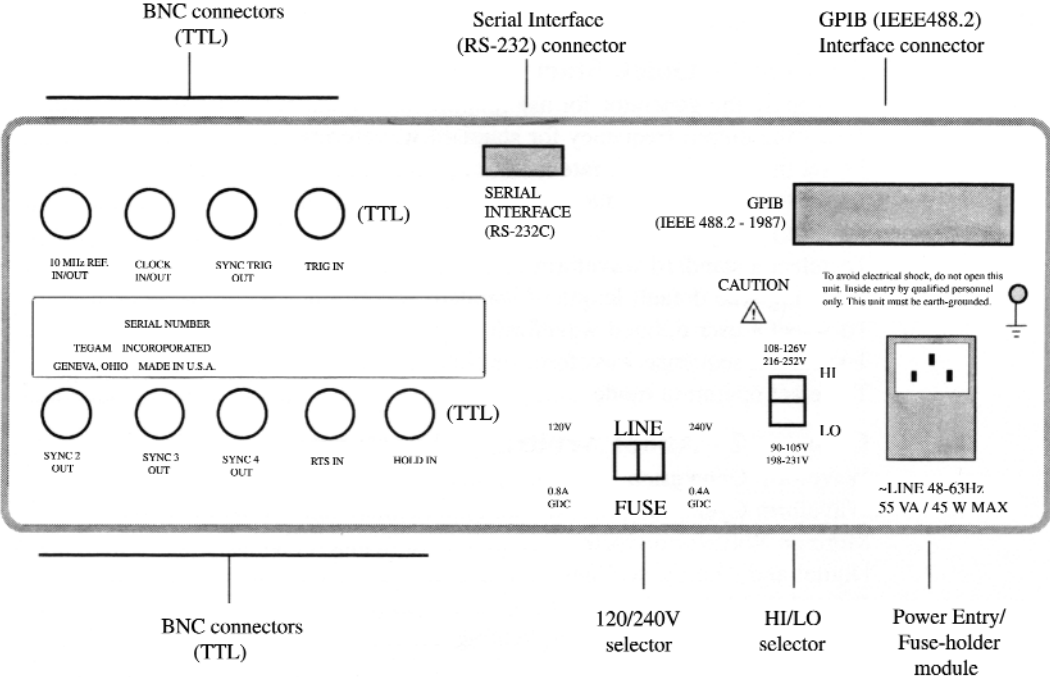 BNC connectors
(TTL)
Serial Interface
(RS-232) connector
GPIB (IEEE488.2)
Interface connector
(TTL)
10 MHz REF.
IN/OUT
CLOCK
IN/OUT
SYNC TRIG
OUT
TRIG IN
SERIAL
INTERFACE
(RS-232C)
GPIB
(IEEE 488.2 - 1987)
CAUTION
To avoid electrical shock, do not open this
unit. Inside entry by qualified personnel
only. This unit must be earth-grounded.
SERIAL NUMBER
TEGAM INCOROPORATED
GENEVA, OHIO MADE IN U.S.A.
108-126V
216-252V
HI
LO
90-105V
198-231V
(TTL)
SYNC 2
OUT
SYNC 3
OUT
SYNC 4
OUT
RTS IN
HOLD IN
120V
LINE
240V
0.8A
GDC
FUSE
0.4A
GDC
~LINE 48-63Hz
55 VA / 45 W MAX
BNC connectors
(TTL)
120/240V
selector
HI/LO
selector
Power Entry/
Fuse-holder
module